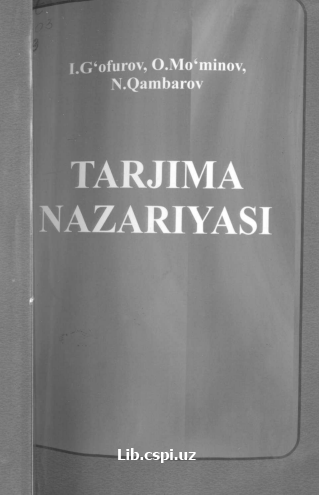 I.G‘ofurov, O.Mo‘minov,
N.Qambarov
TARJIMA
NAZARIYASI
Lib.cspi.uz